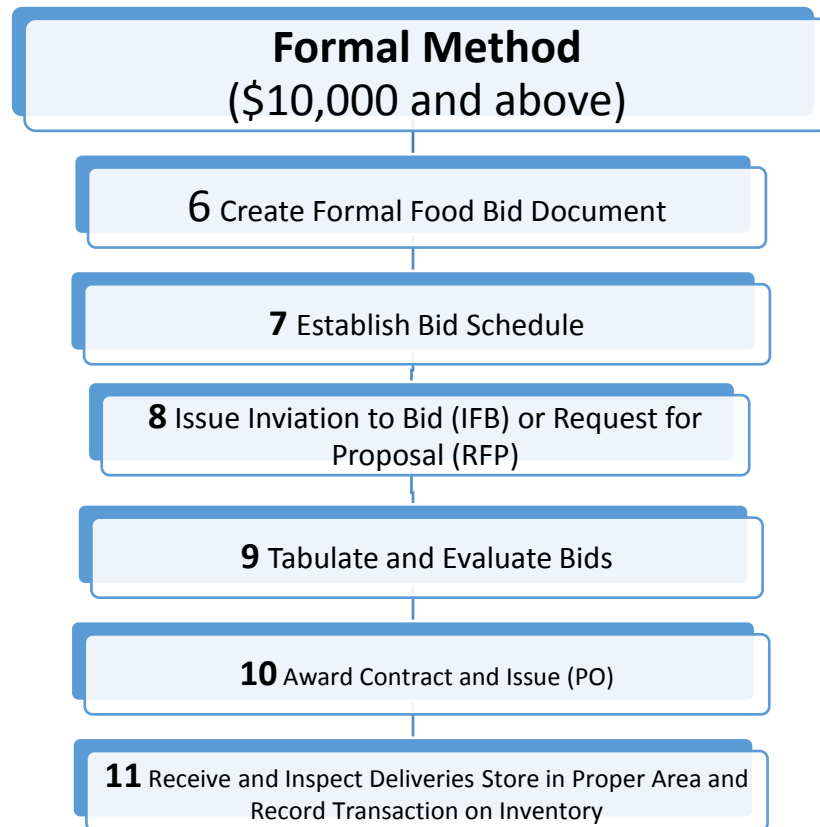 Formal Method
($10,000 and above)
6 Create Formal Food Bid Document
7 Establish Bid Schedule
8 Issue Inviation to Bid (IFB) or Request for
Proposal (RFP)
9 Tabulate and Evaluate Bids
10 Award Contract and Issue (PO)
11 Receive and Inspect Deliveries Store in Proper Area and
Record Transaction on Inventory